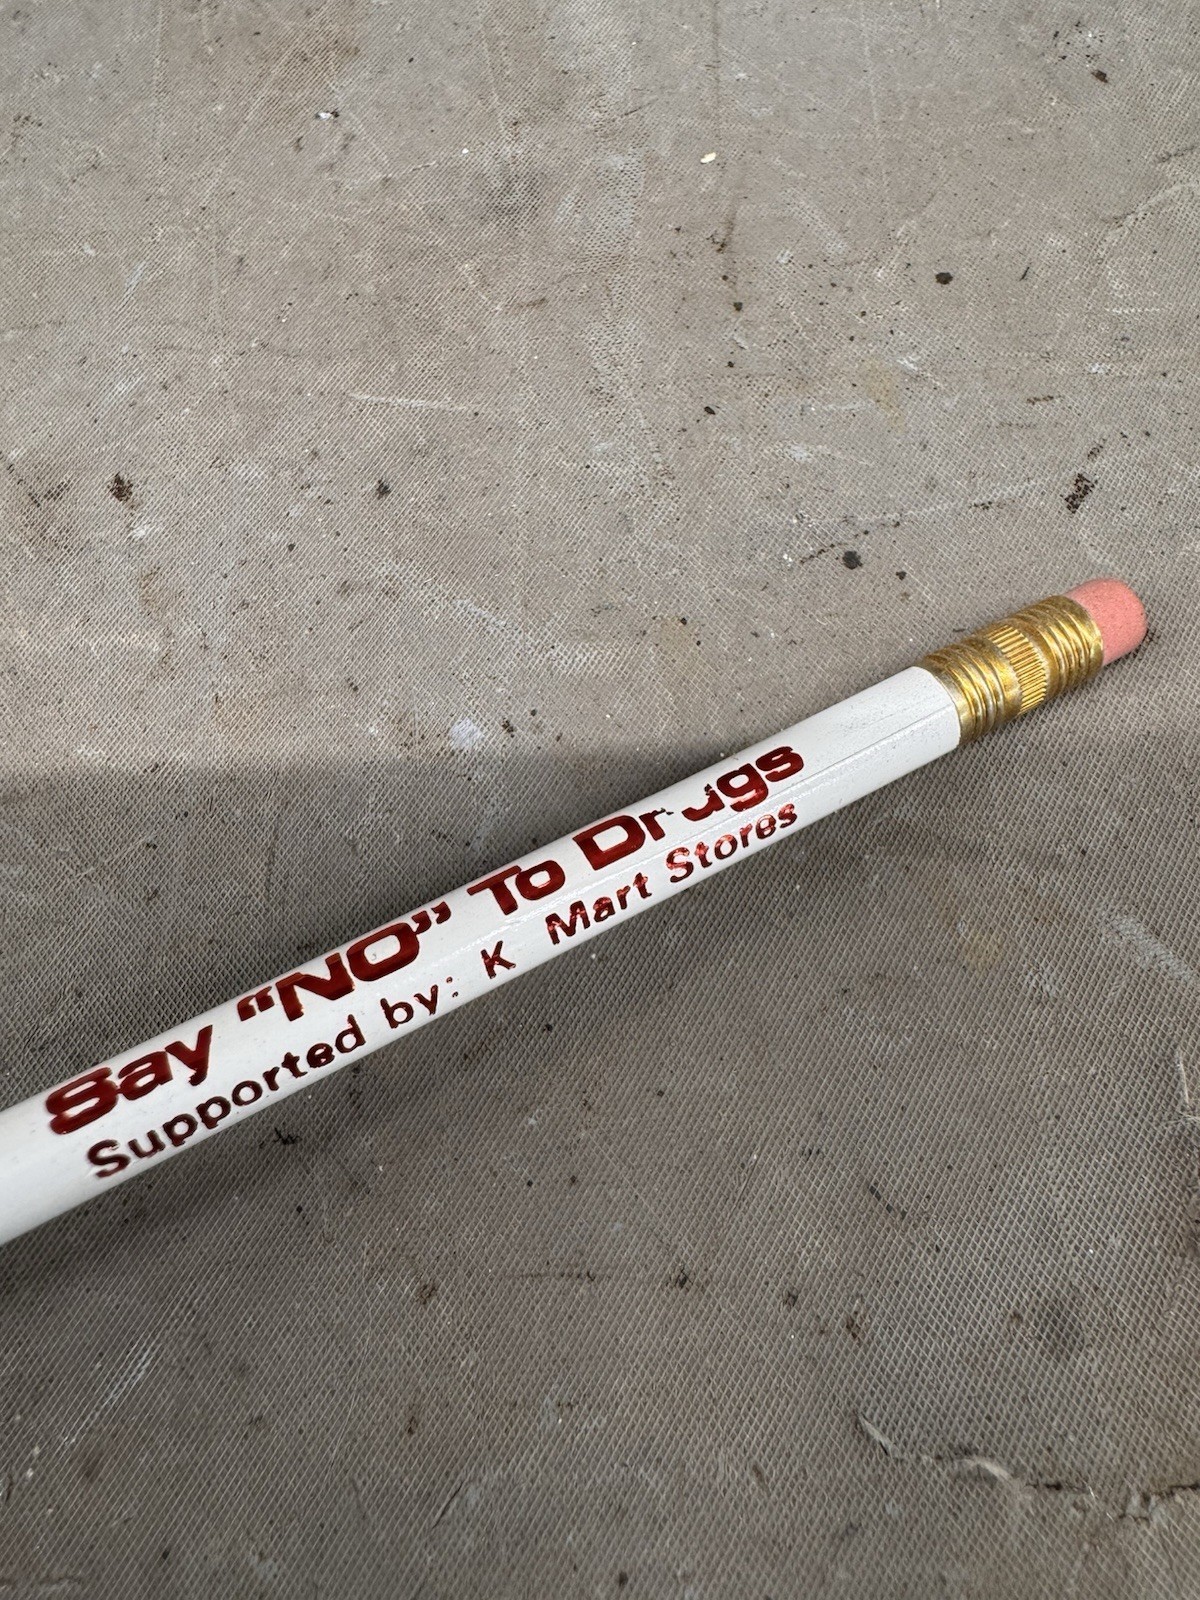 Say “NO” To Drugs
Supported by: K Mart Stores